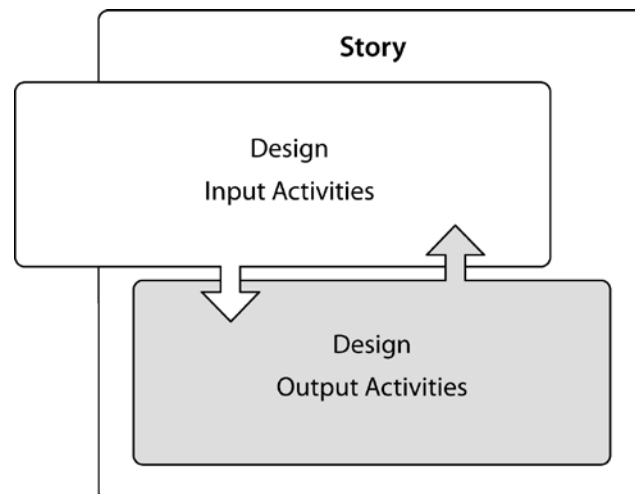 Story
Design
Input Activities
Design
Output Activities